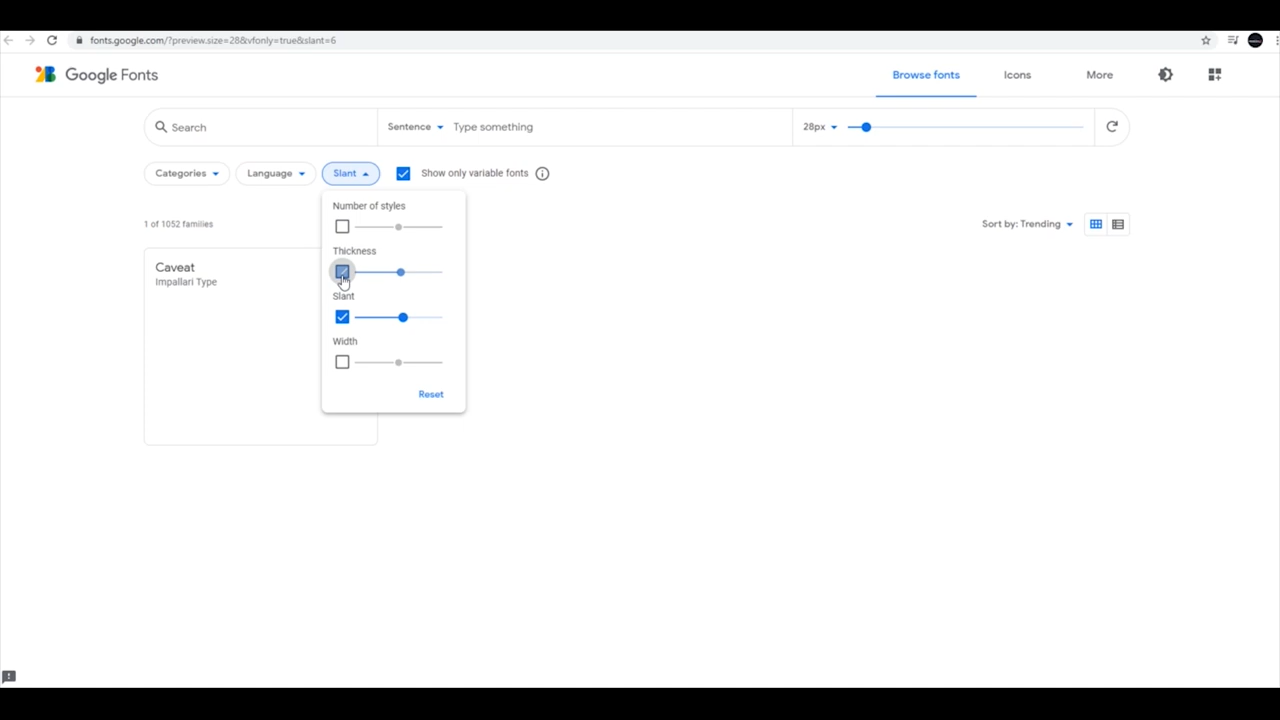 fonts.google.com/?preview.size=28&vfonly=true&slant=6
Google Fonts
Browse fonts
Icons
More
Search
Sentence
Type something
28px
Categories
Language
Slant
Show only variable fonts
Number of styles
1 of 1052 families
Sort by: Trending
Thickness
Caveat
Impallari Type
Slant
Width
Reset